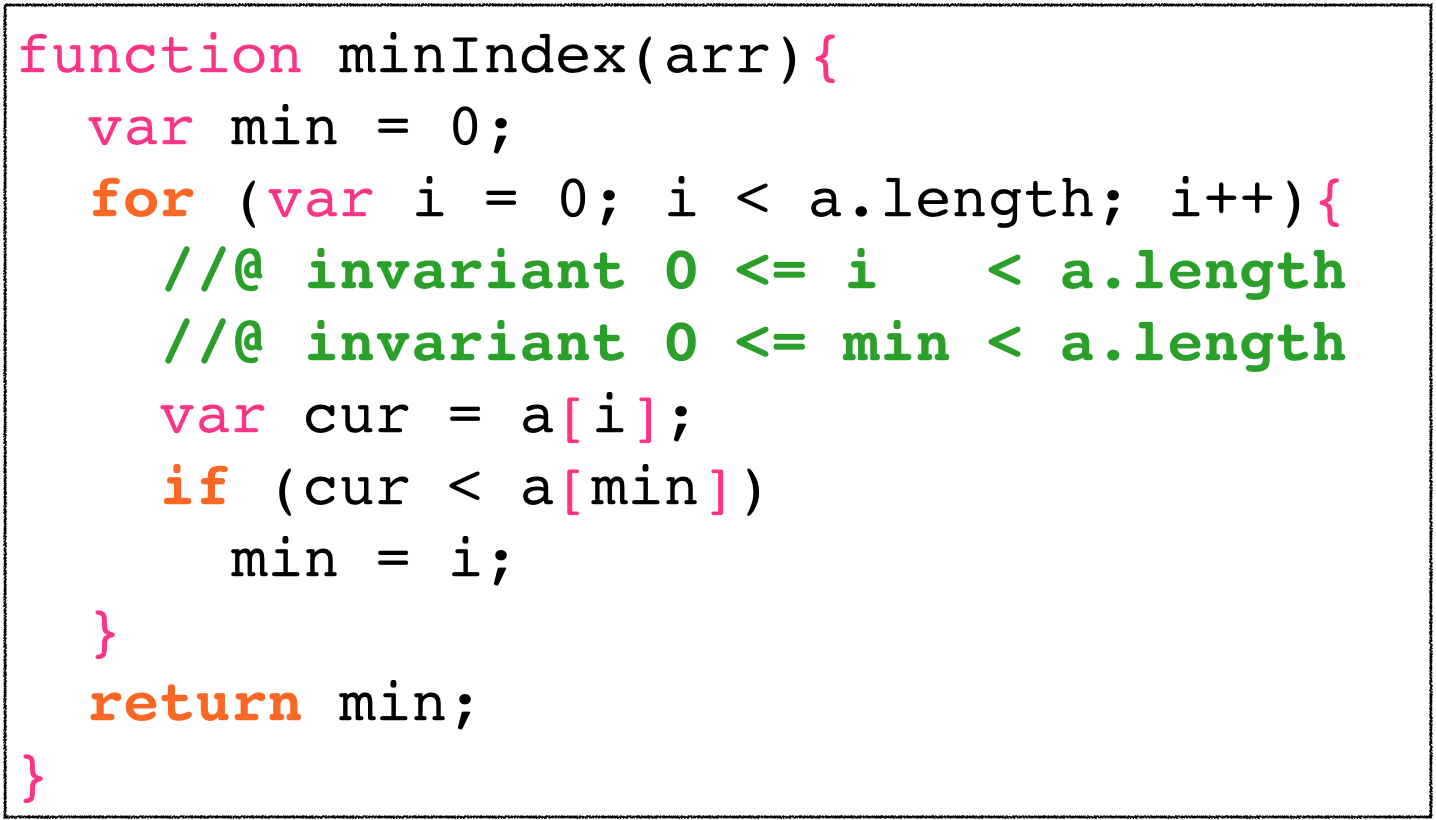 function minIndex(arr){
  var min = 0;
  for (var i = 0; i < a.length; i++){
    //@ invariant 0 <= i   < a.length
    //@ invariant 0 <= min < a.length
    var cur = a[i];
    if (cur < a[min])
      min = i;
  }
  return min;
}